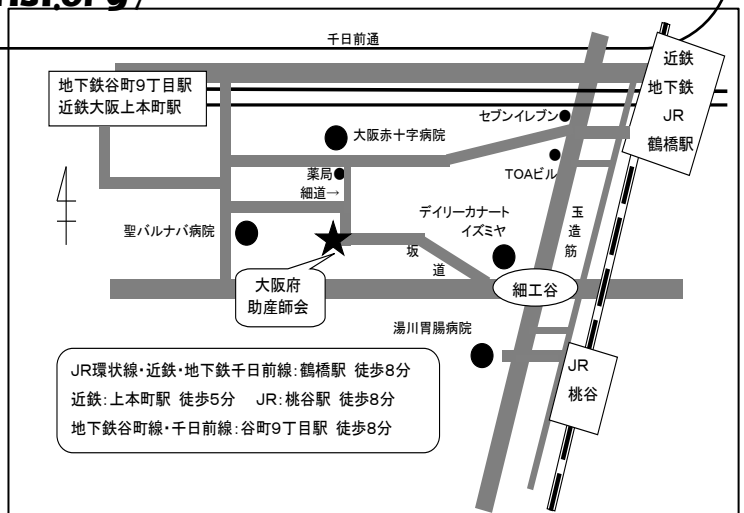 nsi.org/
千日前通
近鉄
地下鉄
JR
鶴橋駅
地下鉄谷町9丁目駅
近鉄大阪上本町駅
セブンイレブン
大阪赤十字病院
TOAビル
薬局
細道→
デイリーカナート
イズミヤ
玉造筋
聖バルナバ病院
坂道
大阪府
助産師会
細工谷
湯川胃腸病院
JR
桃谷
JR環状線・近鉄・地下鉄千日前線:鶴橋駅 徒歩8分
近鉄:上本町駅 徒歩5分 JR:桃谷駅 徒歩8分
地下鉄谷町線・千日前線:谷町9丁目駅 徒歩8分